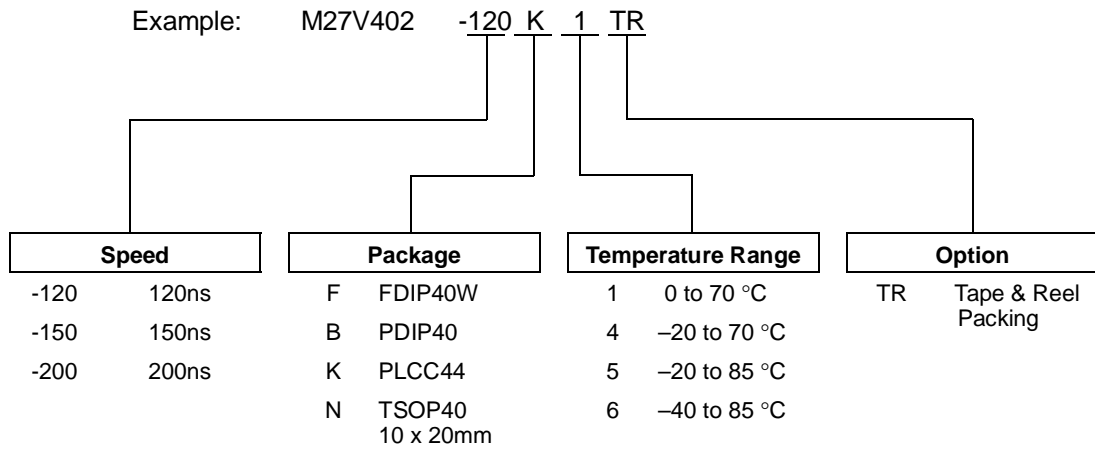 Example: M27V402 -120 K 1 TR
Speed Package Temperature Range Option
-120 120ns F FDIP40W 1 0 to 70 °C TR Tape & Reel
Packing
-150 150ns B PDIP40 4 –20 to 70 °C
-200 200ns K PLCC44 5 –20 to 85 °C
N TSOP40 6 –40 to 85 °C
10 x 20mm